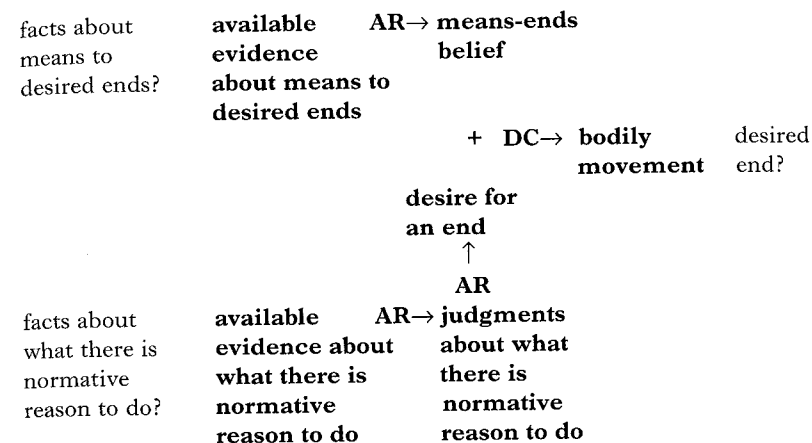 facts about available AR→ means-ends
means to evidence belief
desired ends? about means to
desired ends
+ DC→ bodily desired
movement end?
desire for
an end
↑
AR
facts about available AR→ judgments
what there is evidence about about what
normative what there is there is
reason to do? normative normative
reason to do reason to do